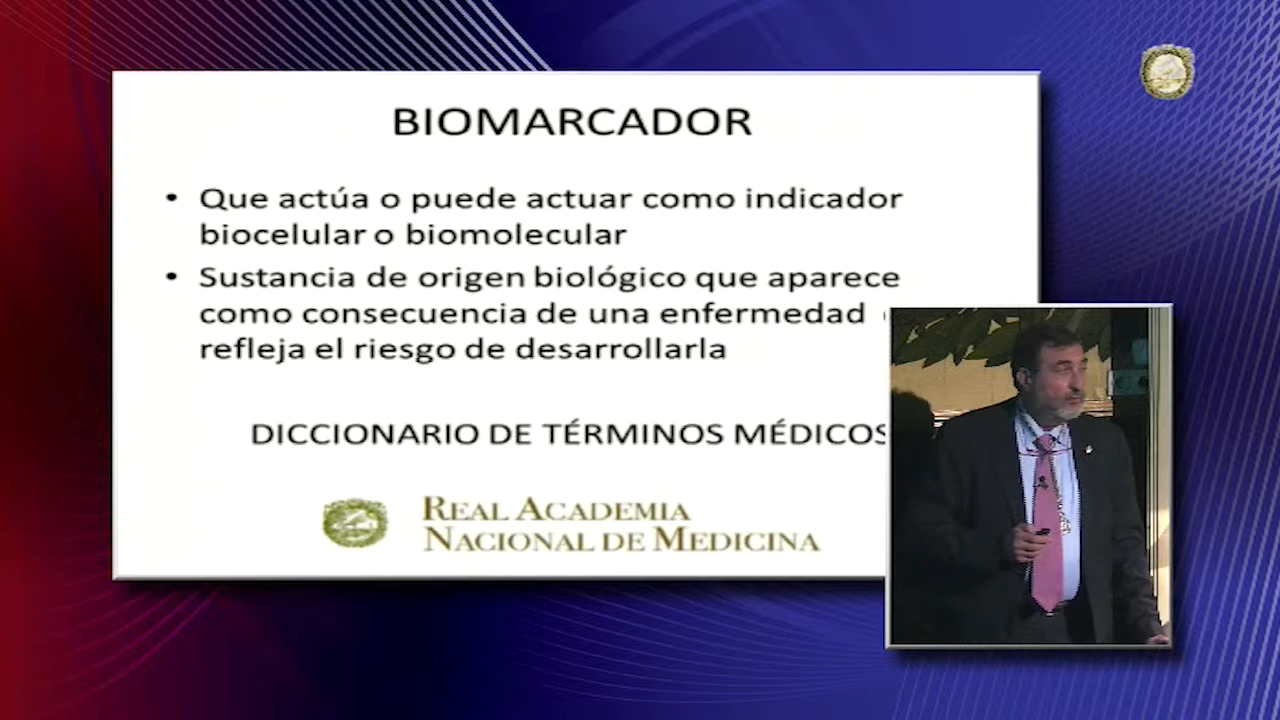 BIOMARCADOR
• Que actúa o puede actuar como indicador
biocelular o biomolecular
• Sustancia de origen biológico que aparece
como consecuencia de una enfermedad
refleja el riesgo de desarrollarla
DICCIONARIO DE TÉRMINOS MÉDICOS
REAL ACADEMIA
NACIONAL DE MEDICINA